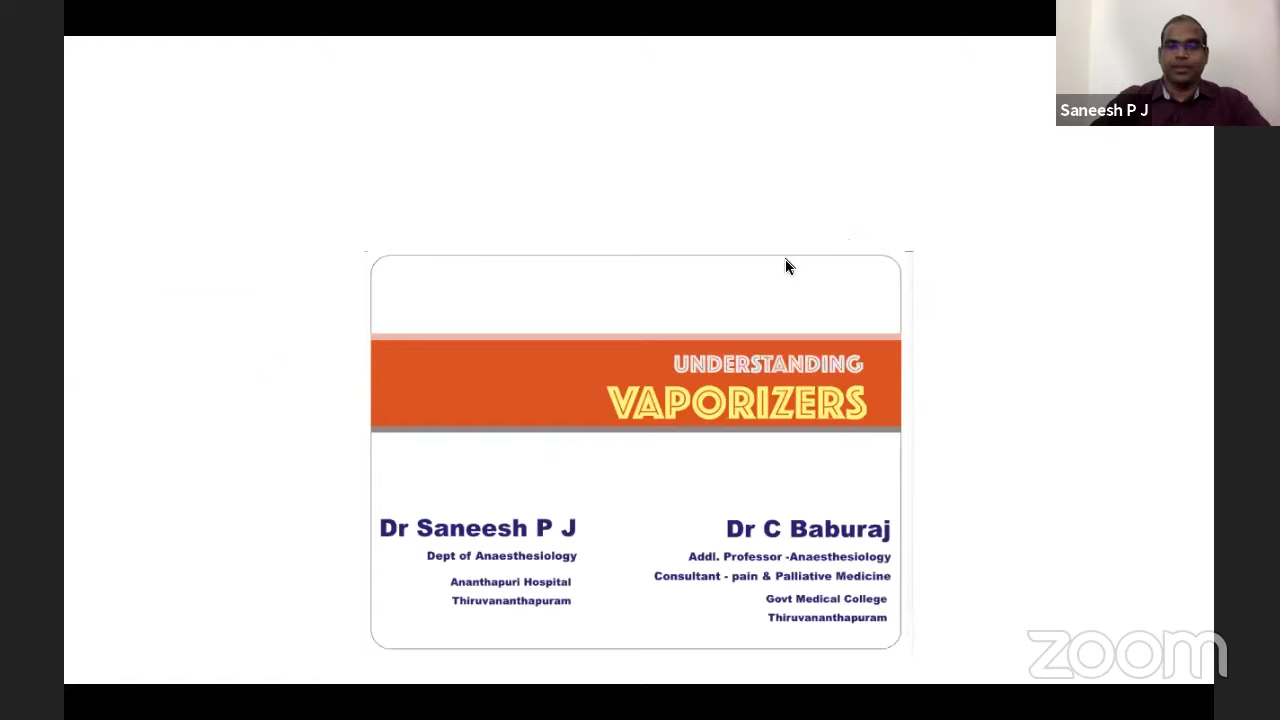 Saneesh P J
UNDERSTANDING
VAPORIZERS
Dr Saneesh P J
Dept of Anaesthesiology
Ananthapuri Hospital
Thiruvananthapuram
Dr C Baburaj
Addl. Professor -Anaesthesiology
Consultant - pain & Palliative Medicine
Govt Medical College
Thiruvananthapuram
zoom